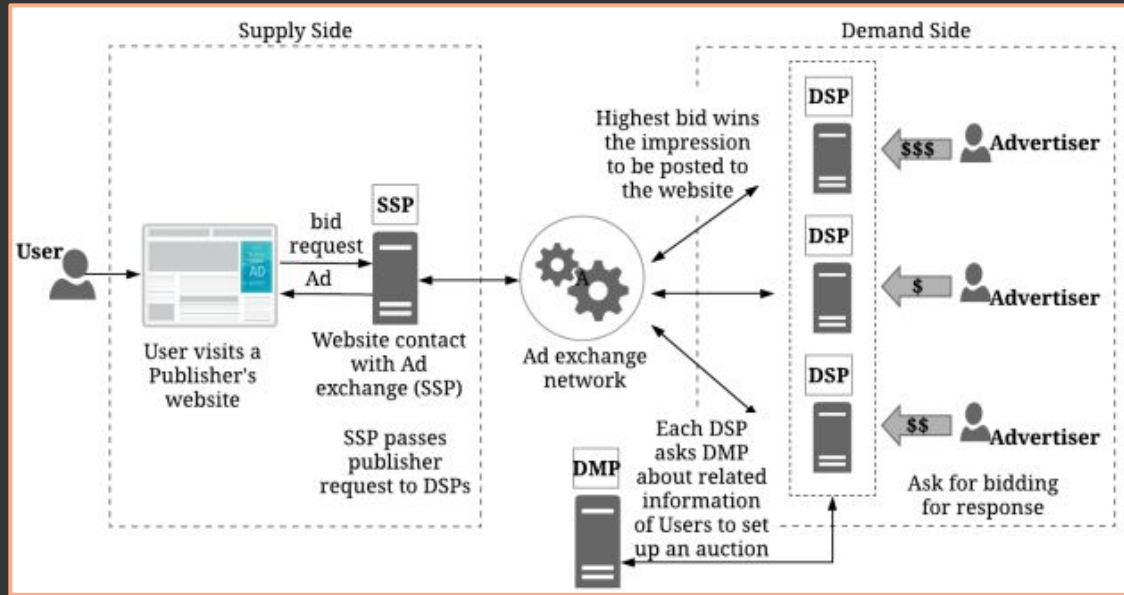 Supply Side
Demand Side
User
AD
User visits a
Publisher's
website
bid
request
Ad
SSP
Website contact
with Ad
exchange (SSP)
SSP passes
publisher
request to DSPs
A
Ad exchange
network
Highest bid wins
the impression
to be posted to
the website
DSP
$$$
Advertiser
DSP
$
Advertiser
DSP
$$
Advertiser
DMP
Each DSP
asks DMP
about related
information
of Users to set
up an auction
Ask for bidding
for response